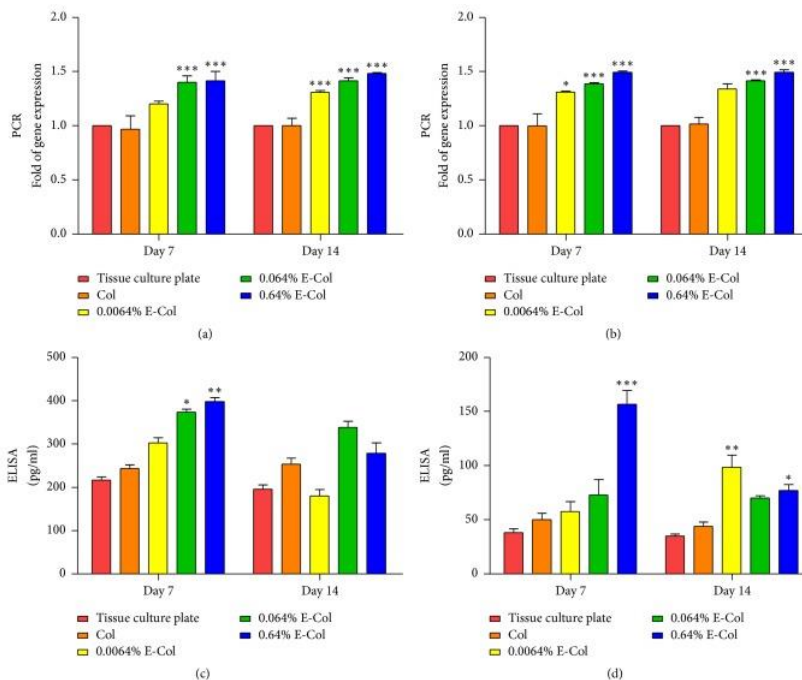 2.0
1.5
1.0
0.5
0.0
PCR
Fold of gene expression
***
***
***
***
***
Day 7
Day 14
Tissue culture plate
Col
0.0064% E-Col
0.064% E-Col
0.64% E-Col
(a)
2.0
1.5
1.0
0.5
0.0
PCR
Fold of gene expression
*
***
***
***
***
Day 7
Day 14
Tissue culture plate
Col
0.0064% E-Col
0.064% E-Col
0.64% E-Col
(b)
500
400
300
200
100
0
ELISA
(pg/ml)
*
**
Day 7
Day 14
Tissue culture plate
Col
0.0064% E-Col
0.064% E-Col
0.64% E-Col
(c)
200
150
100
50
0
ELISA
(pg/ml)
***
**
*
Day 7
Day 14
Tissue culture plate
Col
0.0064% E-Col
0.064% E-Col
0.64% E-Col
(d)